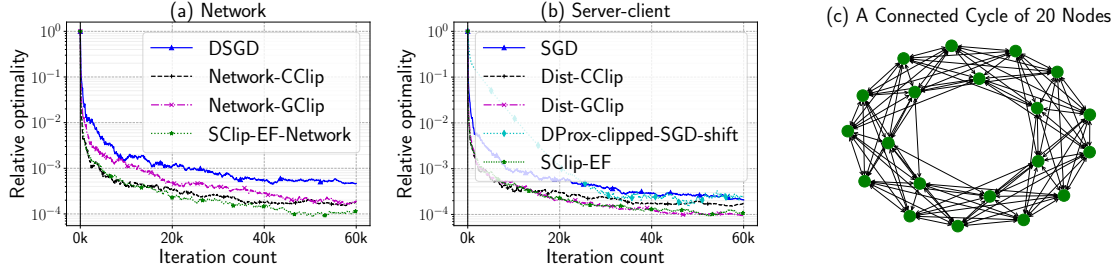 (a) Network
Relative optimality
10^0
10^-1
10^-2
10^-3
10^-4
DSGD
Network-CClip
Network-GClip
SClip-EF-Network
0k
20k
40k
60k
Iteration count
(b) Server-client
Relative optimality
10^0
10^-1
10^-2
10^-3
10^-4
SGD
Dist-CClip
Dist-GClip
DProx-clipped-SGD-shift
SClip-EF
0k
20k
40k
60k
Iteration count
(c) A Connected Cycle of 20 Nodes